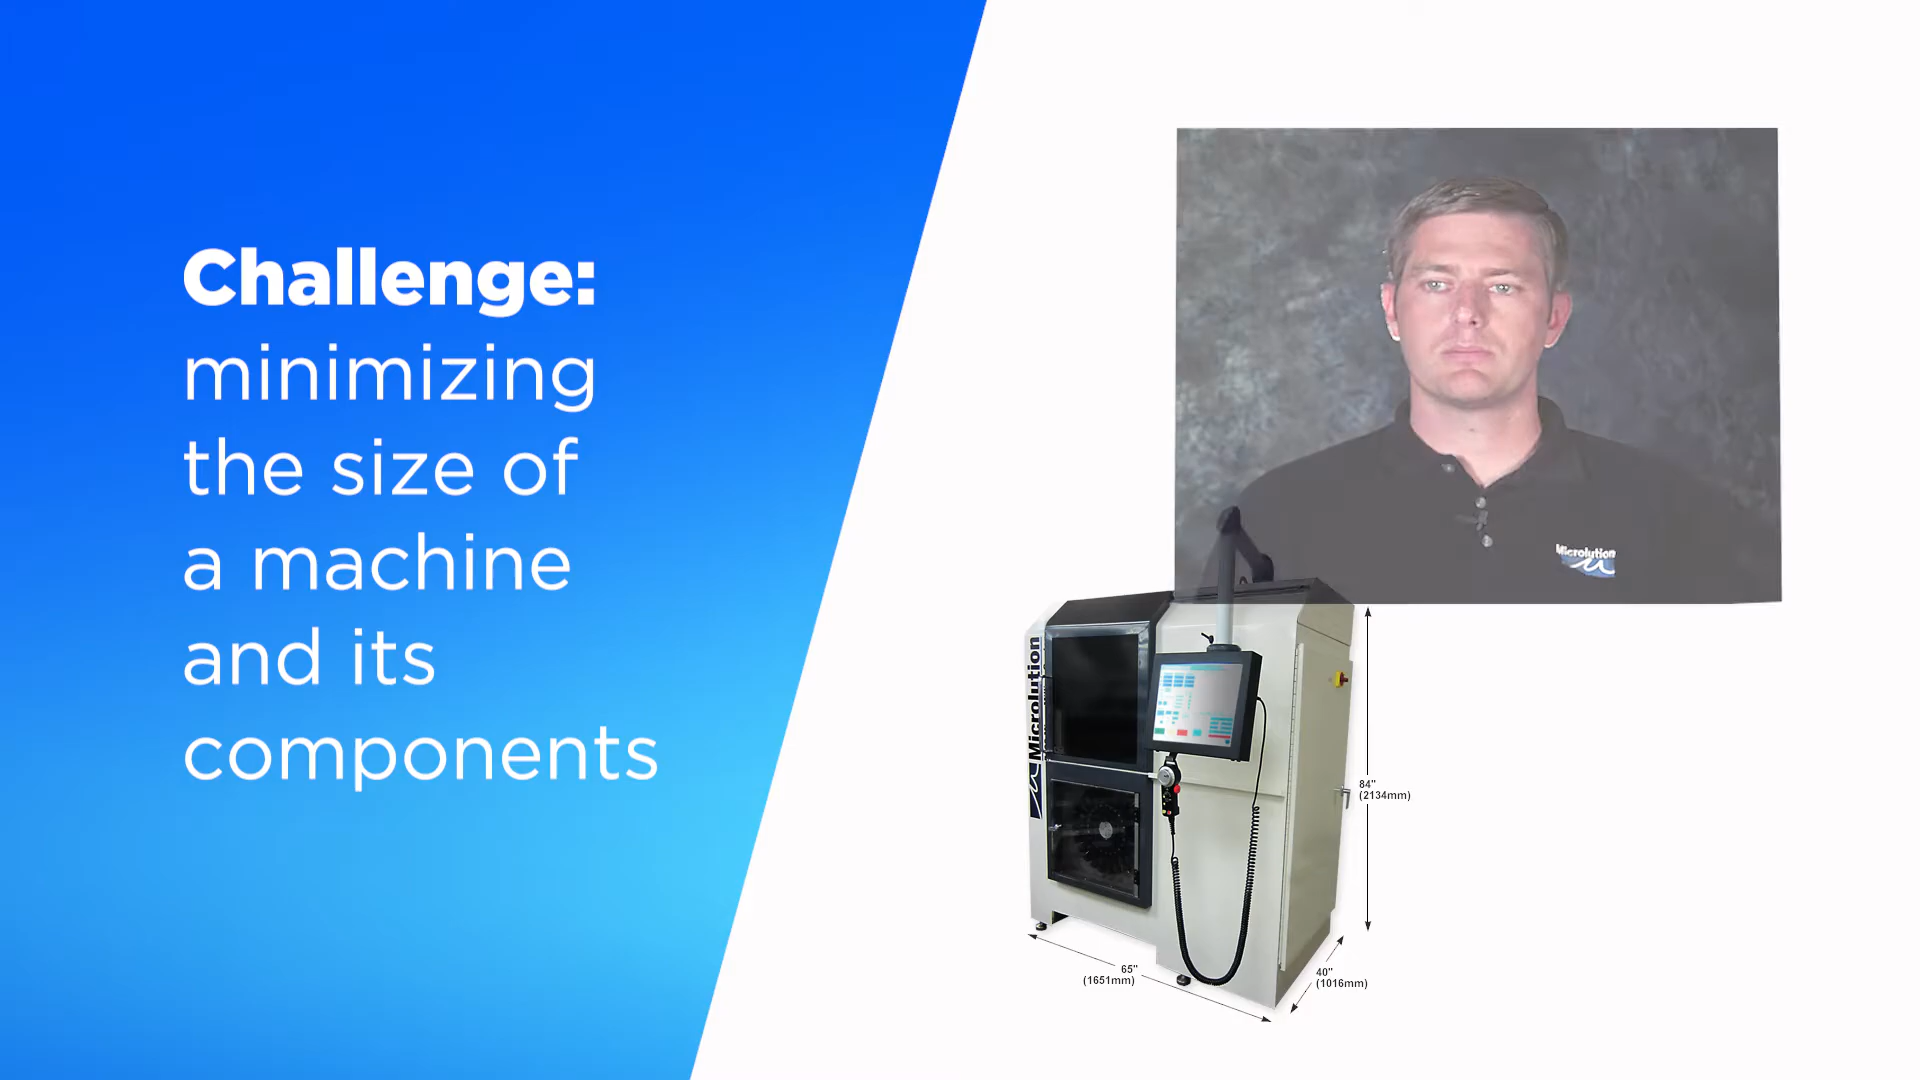 Challenge:
minimizing
the size of
a machine
and its
components
Microlution
Microlution
84"
(2134mm)
65"
(1651mm)
40"
(1016mm)